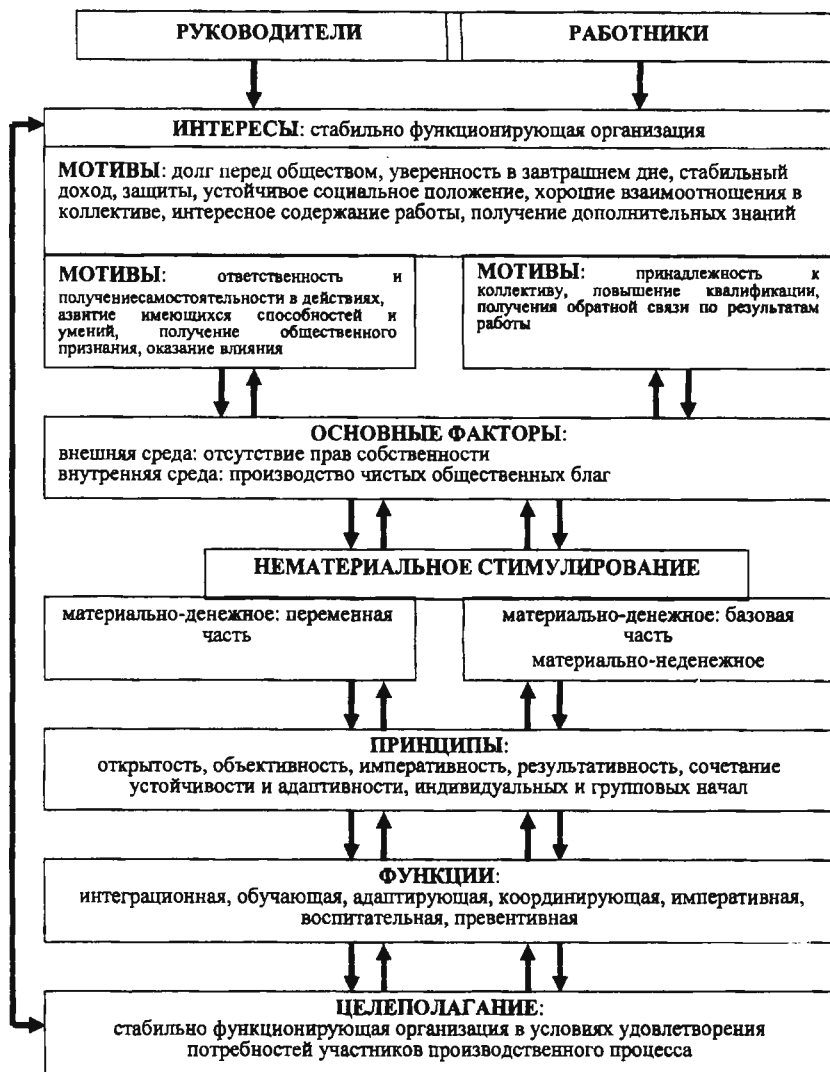 РУКОВОДИТЕЛИ
РАБОТНИКИ
ИНТЕРЕСЫ: стабильно функционирующая организация
МОТИВЫ: долг перед обществом, уверенность в завтрашнем дне, стабильный
доход, защиты, устойчивое социальное положение, хорошие взаимоотношения в
коллективе, интересное содержание работы, получение дополнительных знаний
МОТИВЫ: ответственность и
получениесамостоятельности в действиях,
азвитие имеющихся способностей и
умений, получение общественного
признания, оказание влияния
МОТИВЫ: принадлежность к
коллективу, повышение квалификации,
получения обратной связи по результатам
работы
ОСНОВНЫЕ ФАКТОРЫ:
внешняя среда: отсутствие прав собственности
внутренняя среда: производство чистых общественных благ
НЕМАТЕРИАЛЬНОЕ СТИМУЛИРОВАНИЕ
материально-денежное: переменная
часть
материально-денежное: базовая
часть
материально-неденежное
ПРИНЦИПЫ:
открытость, объективность, императивность, результативность, сочетание
устойчивости и адаптивности, индивидуальных и групповых начал
ФУНКЦИИ:
интеграционная, обучающая, адаптирующая, координирующая, императивная,
воспитательная, превентивная
ЦЕЛЕПОЛАГАНИЕ:
стабильно функционирующая организация в условиях удовлетворения
потребностей участников производственного процесса